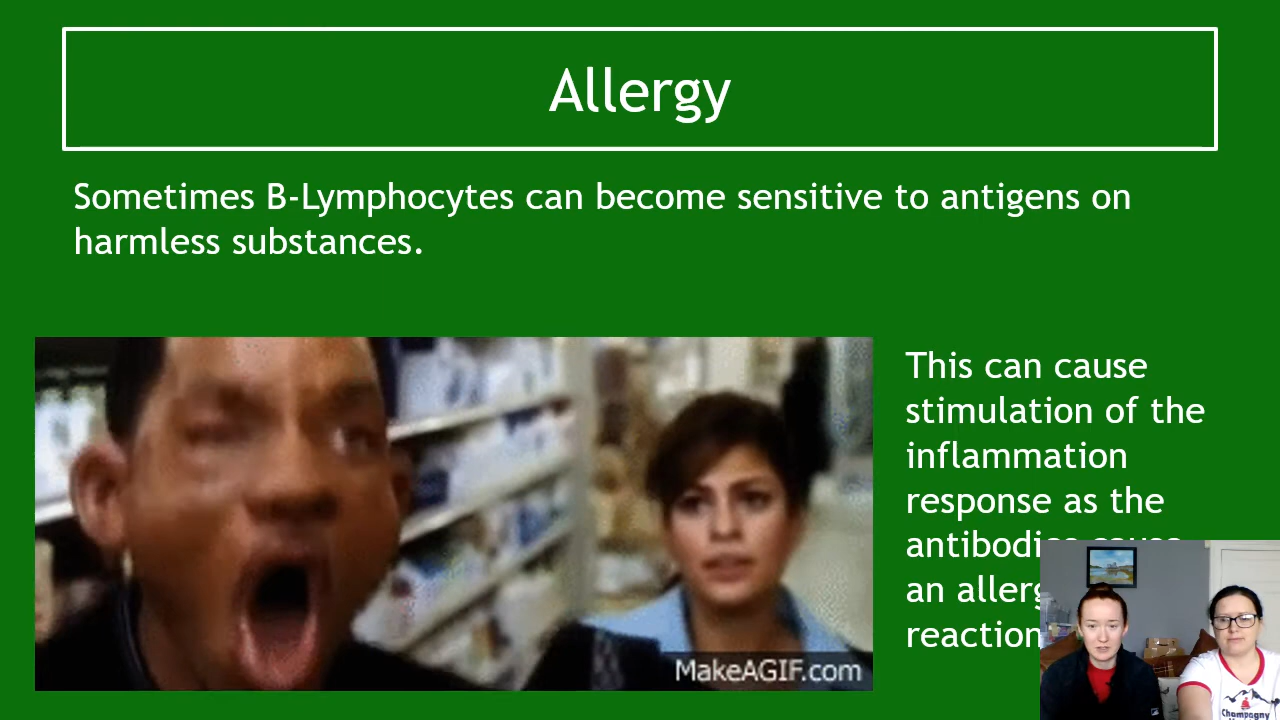 Allergy
Sometimes B-Lymphocytes can become sensitive to antigens on
harmless substances.
This can cause
stimulation of the
inflammation
response as the
an
reaction
MakeAGIF.com
Champagny